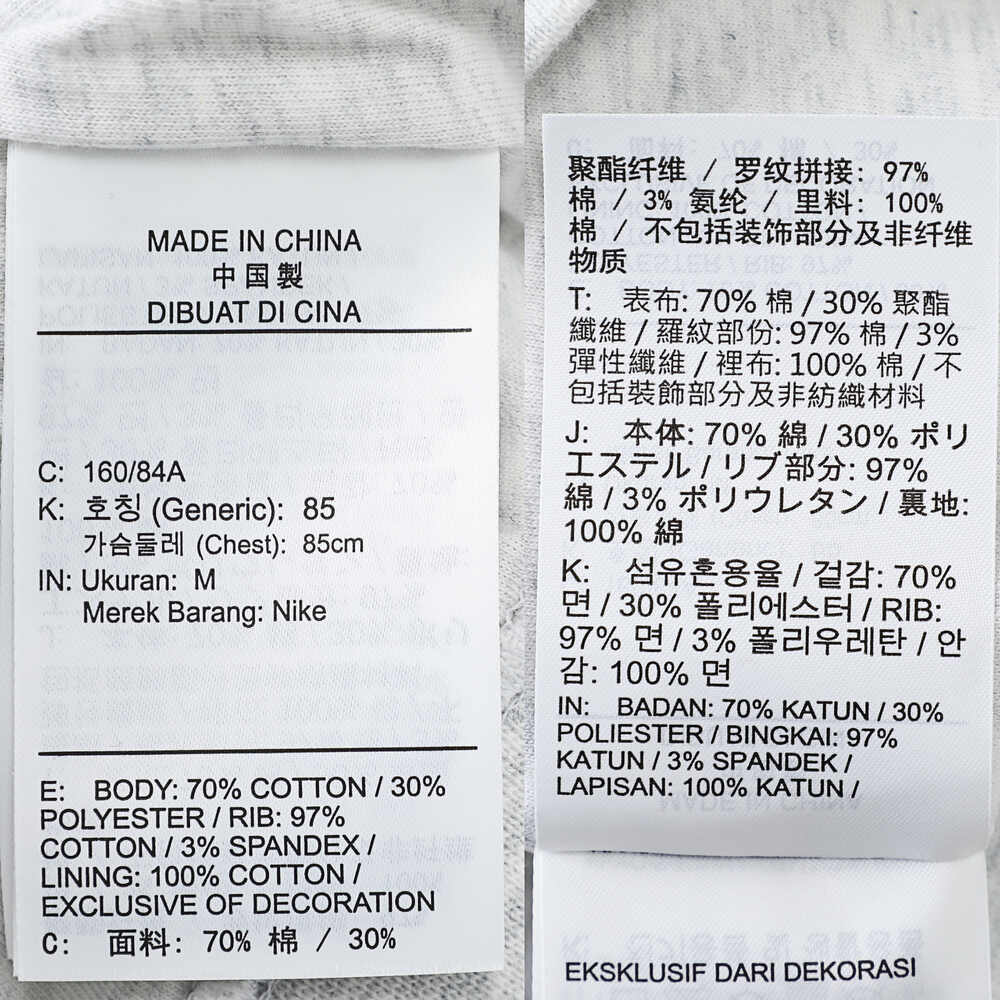 MADE IN CHINA
中国製
DIBUAT DI CINA
C: 160/84A
K: 호칭 (Generic): 85
가슴둘레 (Chest): 85cm
IN: Ukuran: M
Merek Barang: Nike
E: BODY: 70% COTTON / 30%
POLYESTER / RIB: 97%
COTTON / 3% SPANDEX /
LINING: 100% COTTON /
EXCLUSIVE OF DECORATION
C: 面料: 70% 棉 / 30%
聚酯纤维 / 罗纹拼接: 97%
棉 / 3% 氨纶 / 里料: 100%
棉 / 不包括装饰部分及非纤维
物质
T: 表布: 70% 棉 / 30% 聚酯
纖維 / 羅紋部份: 97% 棉 / 3%
彈性纖維 / 裡布: 100% 棉 / 不
包括裝飾部分及非紡織材料
J: 本体: 70% 綿 / 30% ポリ
エステル / リブ部分: 97%
綿 / 3% ポリウレタン / 裏地:
100% 綿
K: 섬유혼용율 / 겉감: 70%
면 / 30% 폴리에스터 / RIB:
97% 면 / 3% 폴리우레탄 / 안
감: 100% 면
IN: BADAN: 70% KATUN / 30%
POLIESTER / BINGKAI: 97%
KATUN / 3% SPANDEK /
LAPISAN: 100% KATUN /
EKSKLUSIF DARI DEKORASI